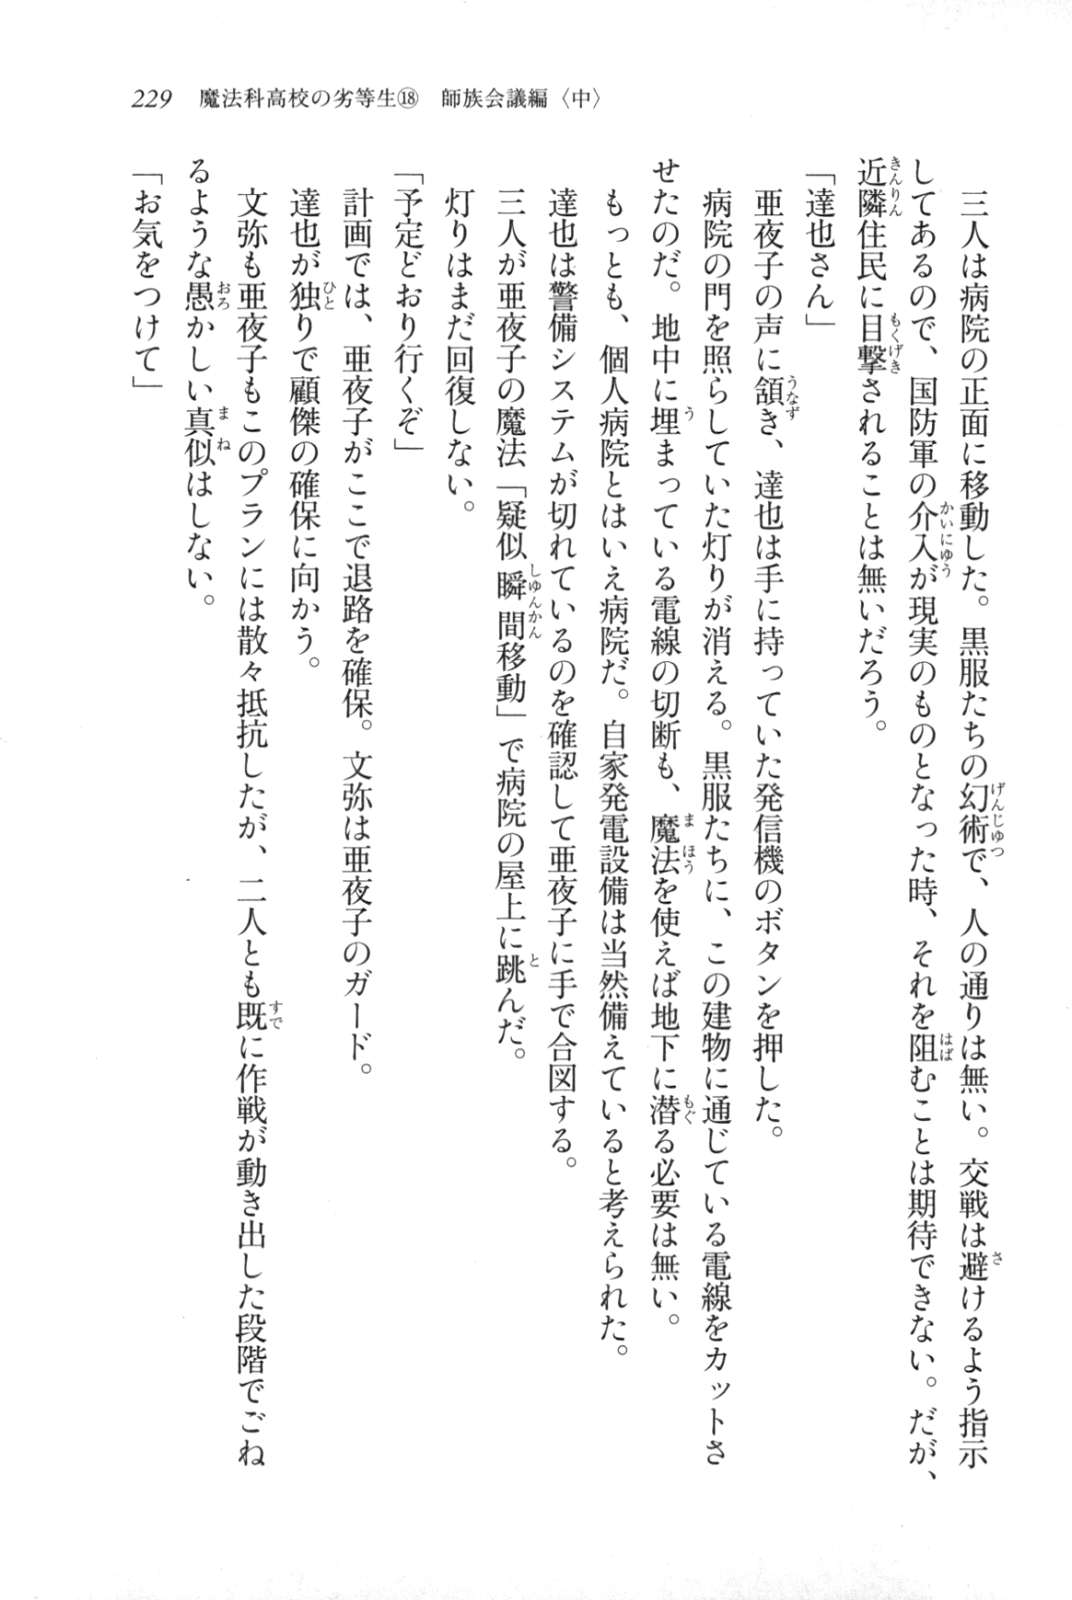 229　魔法科高校の劣等生⑱　師族会議編〈中〉
　三人は病院の正面に移動した。黒服たちの幻術で、人の通りは無い。交戦は避けるよう指示
してあるので、国防軍の介入が現実のものとなった時、それを阻むことは期待できない。だが、
近隣住民に目撃されることは無いだろう。
「達也さん」
　亜夜子の声に頷き、達也は手に持っていた発信機のボタンを押した。
　病院の門を照らしていた灯りが消える。黒服たちに、この建物に通じている電線をカットさ
せたのだ。地中に埋まっている電線の切断も、魔法を使えば地下に潜る必要は無い。
　もっとも、個人病院とはいえ病院だ。自家発電設備は当然備えていると考えられた。
　達也は警備システムが切れているのを確認して亜夜子に手で合図する。
　三人が亜夜子の魔法「疑似瞬間移動」で病院の屋上に跳んだ。
　灯りはまだ回復しない。
「予定どおり行くぞ」
　計画では、亜夜子がここで退路を確保。文弥は亜夜子のガード。
　達也が独りで顧傑の確保に向かう。
　文弥も亜夜子もこのプランには散々抵抗したが、二人とも既に作戦が動き出した段階でごね
るような愚かしい真似はしない。
「お気をつけて」